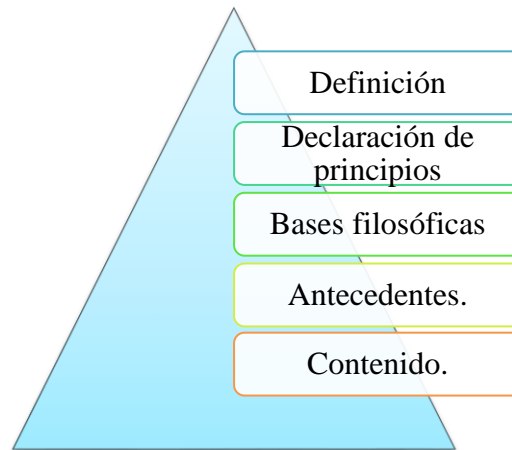 Definición
Declaración de
principios
Bases filosóficas
Antecedentes.
Contenido.